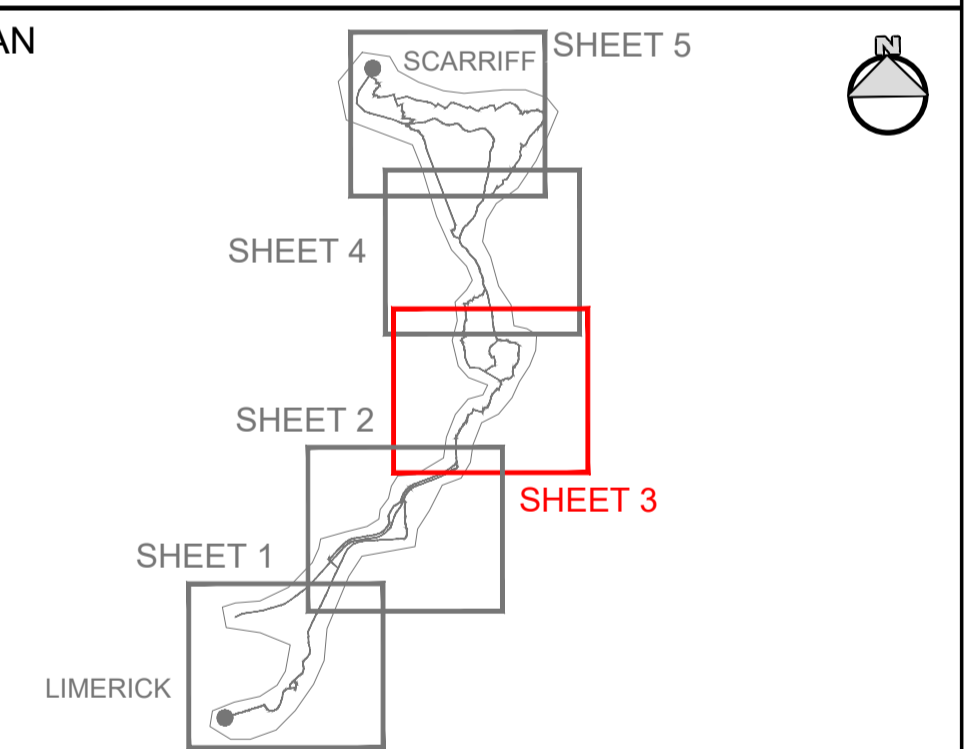 AN
SCARRIFF
SHEET 5
N
SHEET 4
SHEET 2
SHEET 3
SHEET 1
LIMERICK